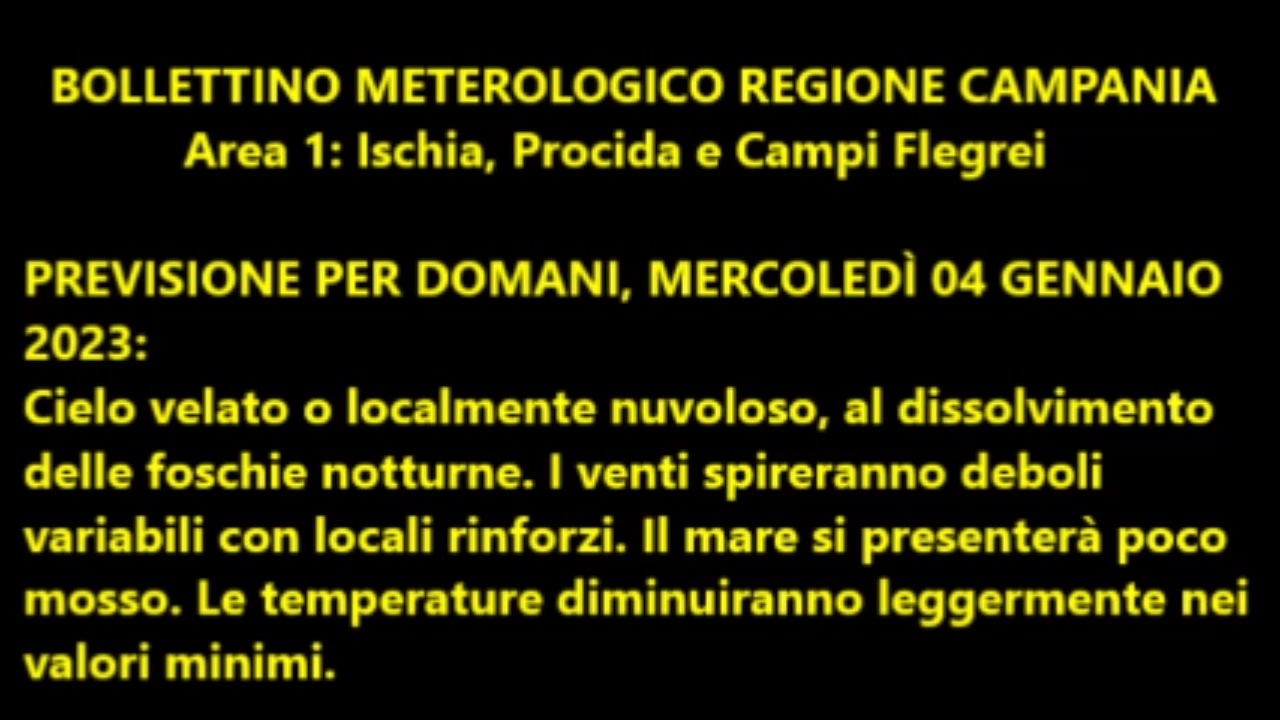 BOLLETTINO METEROLOGICO REGIONE CAMPANIA
Area 1: Ischia, Procida e Campi Flegrei
PREVISIONE PER DOMANI, MERCOLEDÌ 04 GENNAIO
2023:
Cielo velato o localmente nuvoloso, al dissolvimento
delle foschie notturne. I venti spireranno deboli
variabili con locali rinforzi. Il mare si presenterà poco
mosso. Le temperature diminuiranno leggermente nei
valori minimi.